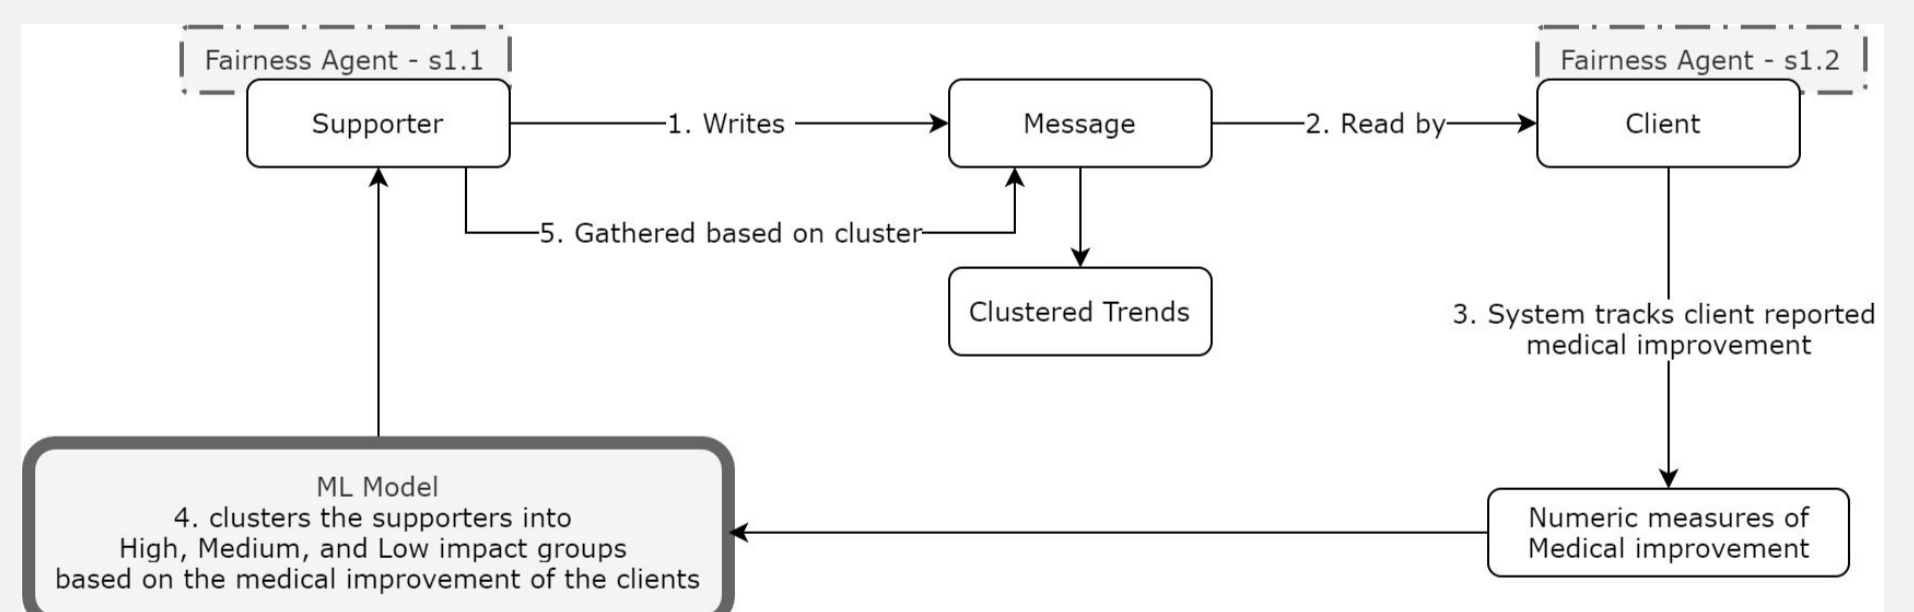 Fairness Agent - s1.1
Fairness Agent - s1.2
Supporter
1. Writes
Message
2. Read by
Client
5. Gathered based on cluster
Clustered Trends
3. System tracks client reported
medical improvement
ML Model
4. clusters the supporters into
High, Medium, and Low impact groups
based on the medical improvement of the clients
Numeric measures of
Medical improvement